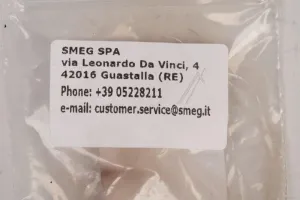 SMEG SPA
via Leonardo Da Vinci, 4
42016 Guastalla (RE)
Phone: +39 05228211
e-mail: customer.service@smeg.it